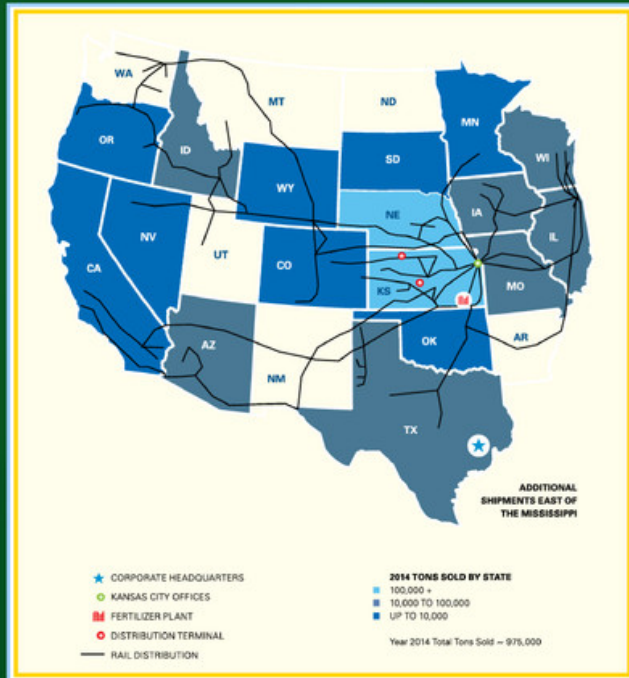 WA
MT
ND
MN
OR
ID
SD
WI
WY
NE
IA
NV
UT
CO
IL
CA
KS
MO
AZ
NM
OK
AR
TX
ADDITIONAL
SHIPMENTS EAST OF
THE MISSISSIPPI
CORPORATE HEADQUARTERS
KANSAS CITY OFFICES
FERTILIZER PLANT
DISTRIBUTION TERMINAL
RAIL DISTRIBUTION
2014 TONS SOLD BY STATE
100,000 +
10,000 TO 100,000
UP TO 10,000
Year 2014 Total Tons Sold ~ 975,000